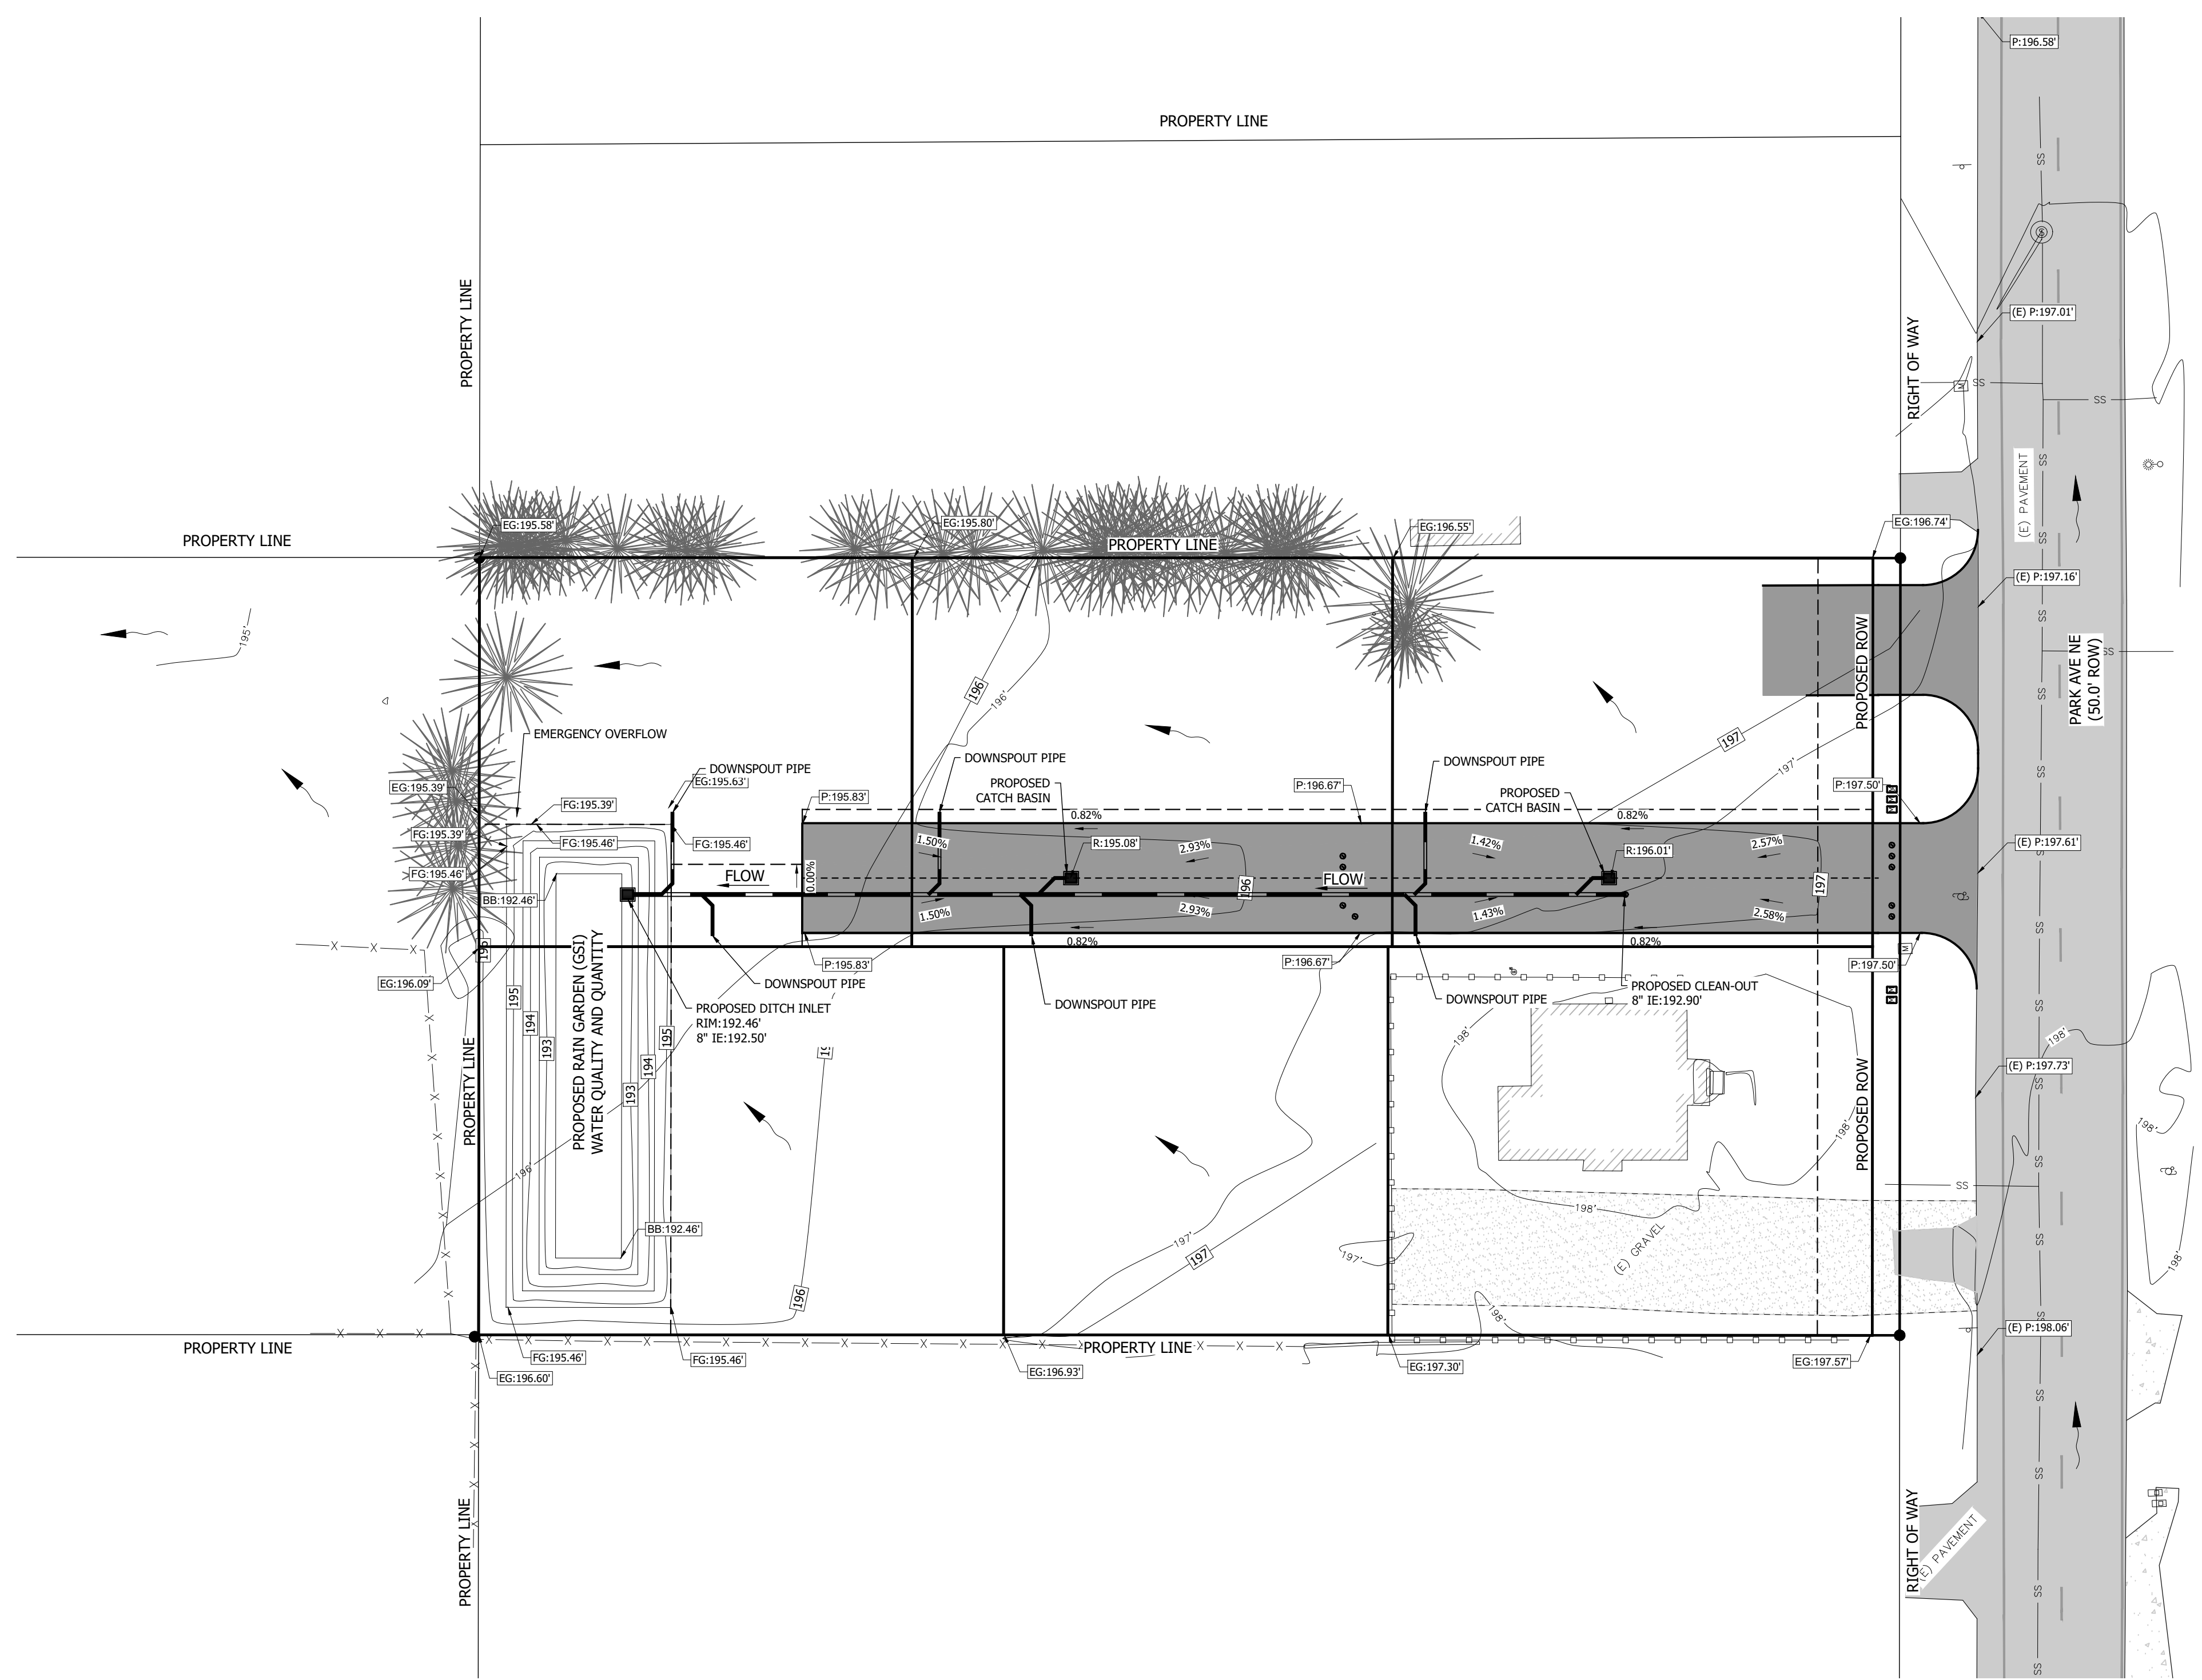 P:196.58'
PROPERTY LINE
SS
(E) P:197.01'
PROPERTY LINE
RIGHT OF WAY
SS
M
SS
SS
(E) PAVEMENT
EG:195.58'
EG:195.80'
EG:196.55'
EG:196.74'
PROPERTY LINE
PROPERTY LINE
(E) P:197.16'
195'
PROPOSED ROW
PARK AVE NE
(50.0' ROW)
SS
196
196'
EMERGENCY OVERFLOW
197
197'
DOWNSPOUT PIPE
EG:195.63'
DOWNSPOUT PIPE
PROPOSED
CATCH BASIN
DOWNSPOUT PIPE
PROPOSED
CATCH BASIN
EG:195.39'
FG:195.39'
P:195.83'
P:196.67'
P:197.50'
0.82%
0.82%
FG:195.39'
FG:195.46'
FG:195.46'
1.50%
R:195.08'
2.93%
1.42%
R:196.01'
2.57%
(E) P:197.61'
FG:195.46'
FLOW
0.00%
FLOW
196
197
BB:192.46'
1.50%
2.93%
1.43%
2.58%
0.82%
0.82%
196
P:195.83'
P:196.67'
P:197.50'
M
EG:196.09'
DOWNSPOUT PIPE
DOWNSPOUT PIPE
DOWNSPOUT PIPE
PROPOSED CLEAN-OUT
8" IE:192.90'
PROPOSED DITCH INLET
RIM:192.46'
8" IE:192.50'
195
194
193
PROPOSED RAIN GARDEN (GSI)
WATER QUALITY AND QUANTITY
193
194
195
PROPERTY LINE
198'
198'
198'
PROPOSED ROW
(E) P:197.73'
198'
198'
196'
SS
198'
BB:192.46'
197'
197
197'
(E) GRAVEL
198'
196
198'
PROPERTY LINE
PROPERTY LINE
(E) P:198.06'
FG:195.46'
FG:195.46'
EG:196.60'
EG:196.93'
EG:197.30'
EG:197.57'
PROPERTY LINE
RIGHT OF WAY
(E) PAVEMENT
SS
SS